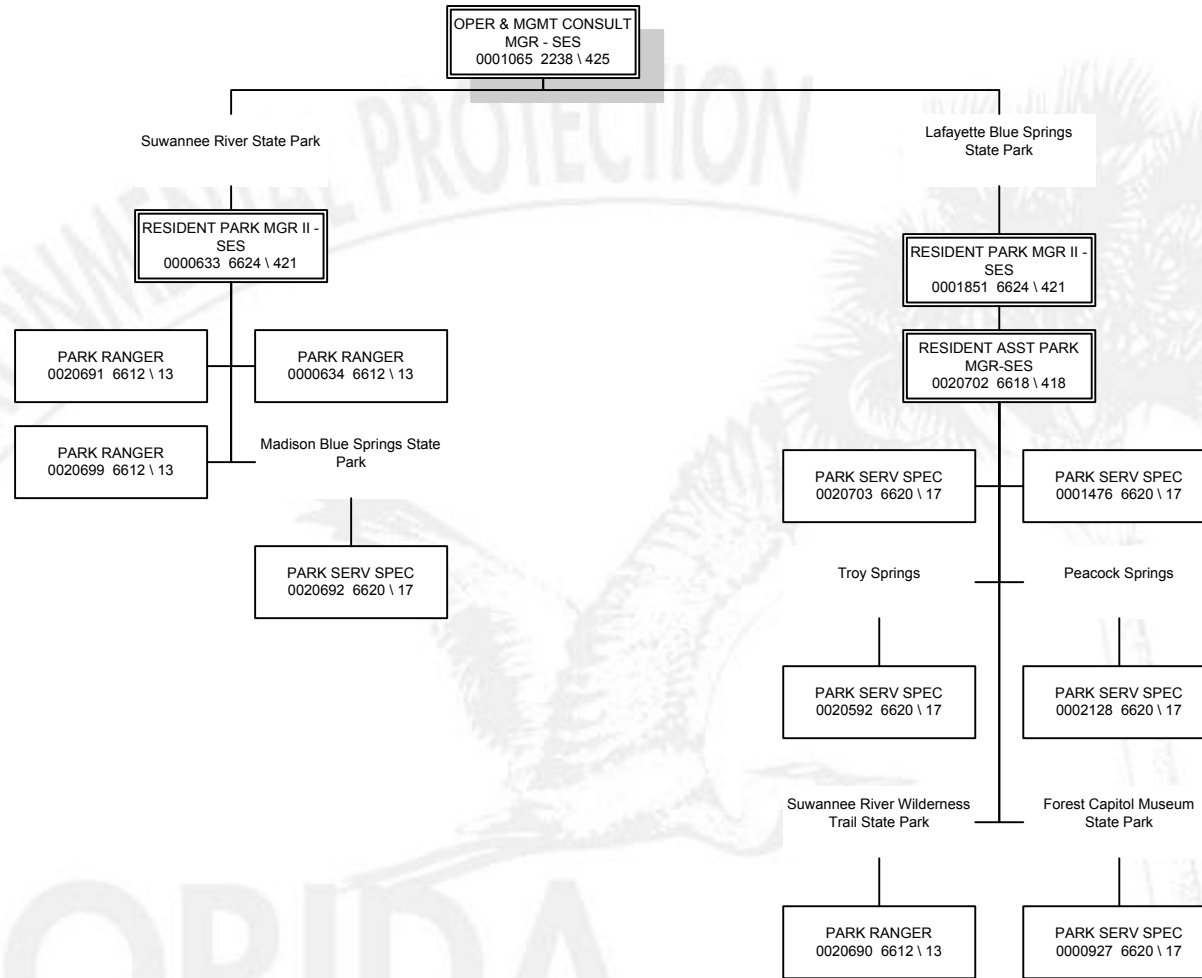 OPER & MGMT CONSULT
MGR - SES
0001065 2238 \ 425
Suwannee River State Park
Lafayette Blue Springs
State Park
RESIDENT PARK MGR II -
SES
0000633 6624 \ 421
RESIDENT PARK MGR II -
SES
0001851 6624 \ 421
PARK RANGER
0020691 6612 \ 13
PARK RANGER
0000634 6612 \ 13
RESIDENT ASST PARK
MGR-SES
0020702 6618 \ 418
PARK RANGER
0020699 6612 \ 13
Madison Blue Springs State
Park
PARK SERV SPEC
0020692 6620 \ 17
PARK SERV SPEC
0020703 6620 \ 17
PARK SERV SPEC
0001476 6620 \ 17
Troy Springs
Peacock Springs
PARK SERV SPEC
0020592 6620 \ 17
PARK SERV SPEC
0002128 6620 \ 17
Suwannee River Wilderness
Trail State Park
Forest Capitol Museum
State Park
PARK RANGER
0020690 6612 \ 13
PARK SERV SPEC
0000927 6620 \ 17
PROTECTION